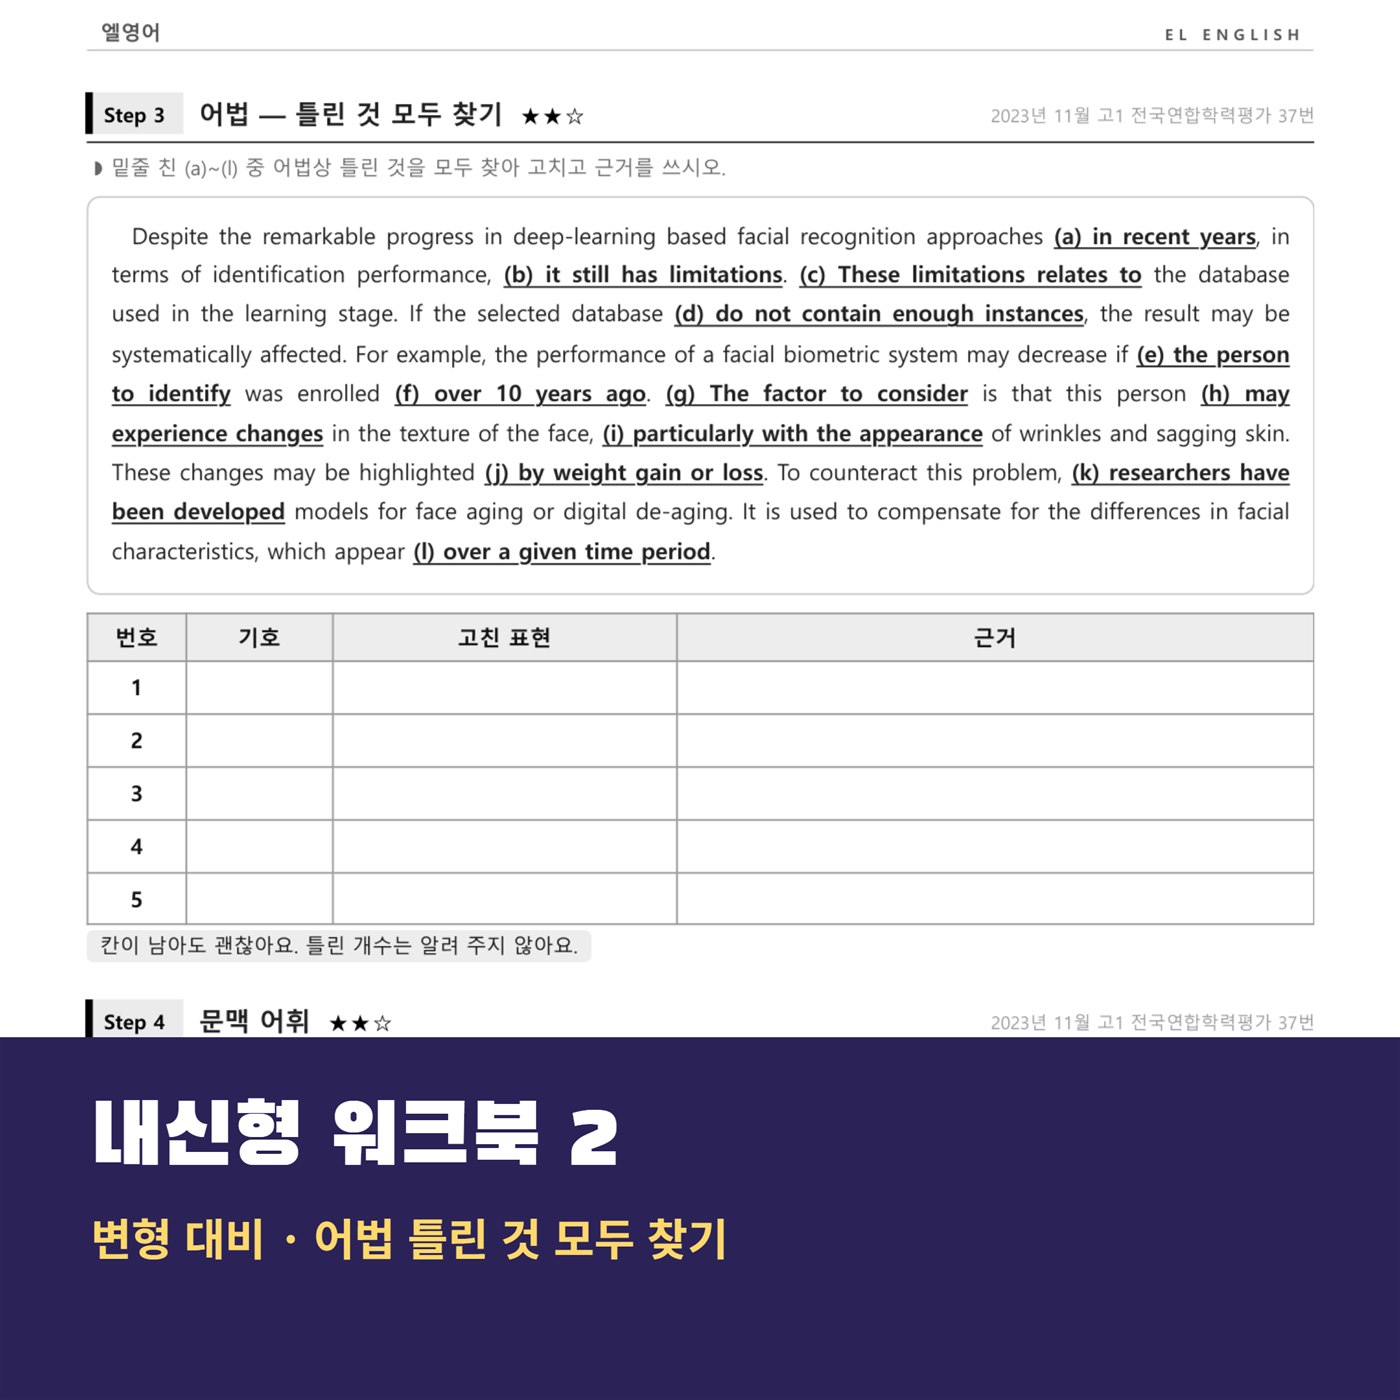 엘영어
EL ENGLISH
Step 3 어법 — 틀린 것 모두 찾기 ★★☆ 2023년 11월 고1 전국연합학력평가 37번
◗ 밑줄 친 (a)~(l) 중 어법상 틀린 것을 모두 찾아 고치고 근거를 쓰시오.
Despite the remarkable progress in deep-learning based facial recognition approaches (a) in recent years, in
terms of identification performance, (b) it still has limitations. (c) These limitations relates to the database
used in the learning stage. If the selected database (d) do not contain enough instances, the result may be
systematically affected. For example, the performance of a facial biometric system may decrease if (e) the person
to identify was enrolled (f) over 10 years ago. (g) The factor to consider is that this person (h) may
experience changes in the texture of the face, (i) particularly with the appearance of wrinkles and sagging skin.
These changes may be highlighted (j) by weight gain or loss. To counteract this problem, (k) researchers have
been developed models for face aging or digital de-aging. It is used to compensate for the differences in facial
characteristics, which appear (l) over a given time period.
번호 기호 고친 표현 근거
1
2
3
4
5
칸이 남아도 괜찮아요. 틀린 개수는 알려 주지 않아요.
Step 4 문맥 어휘 ★★☆ 2023년 11월 고1 전국연합학력평가 37번
내신형 워크북 2
변형 대비 · 어법 틀린 것 모두 찾기